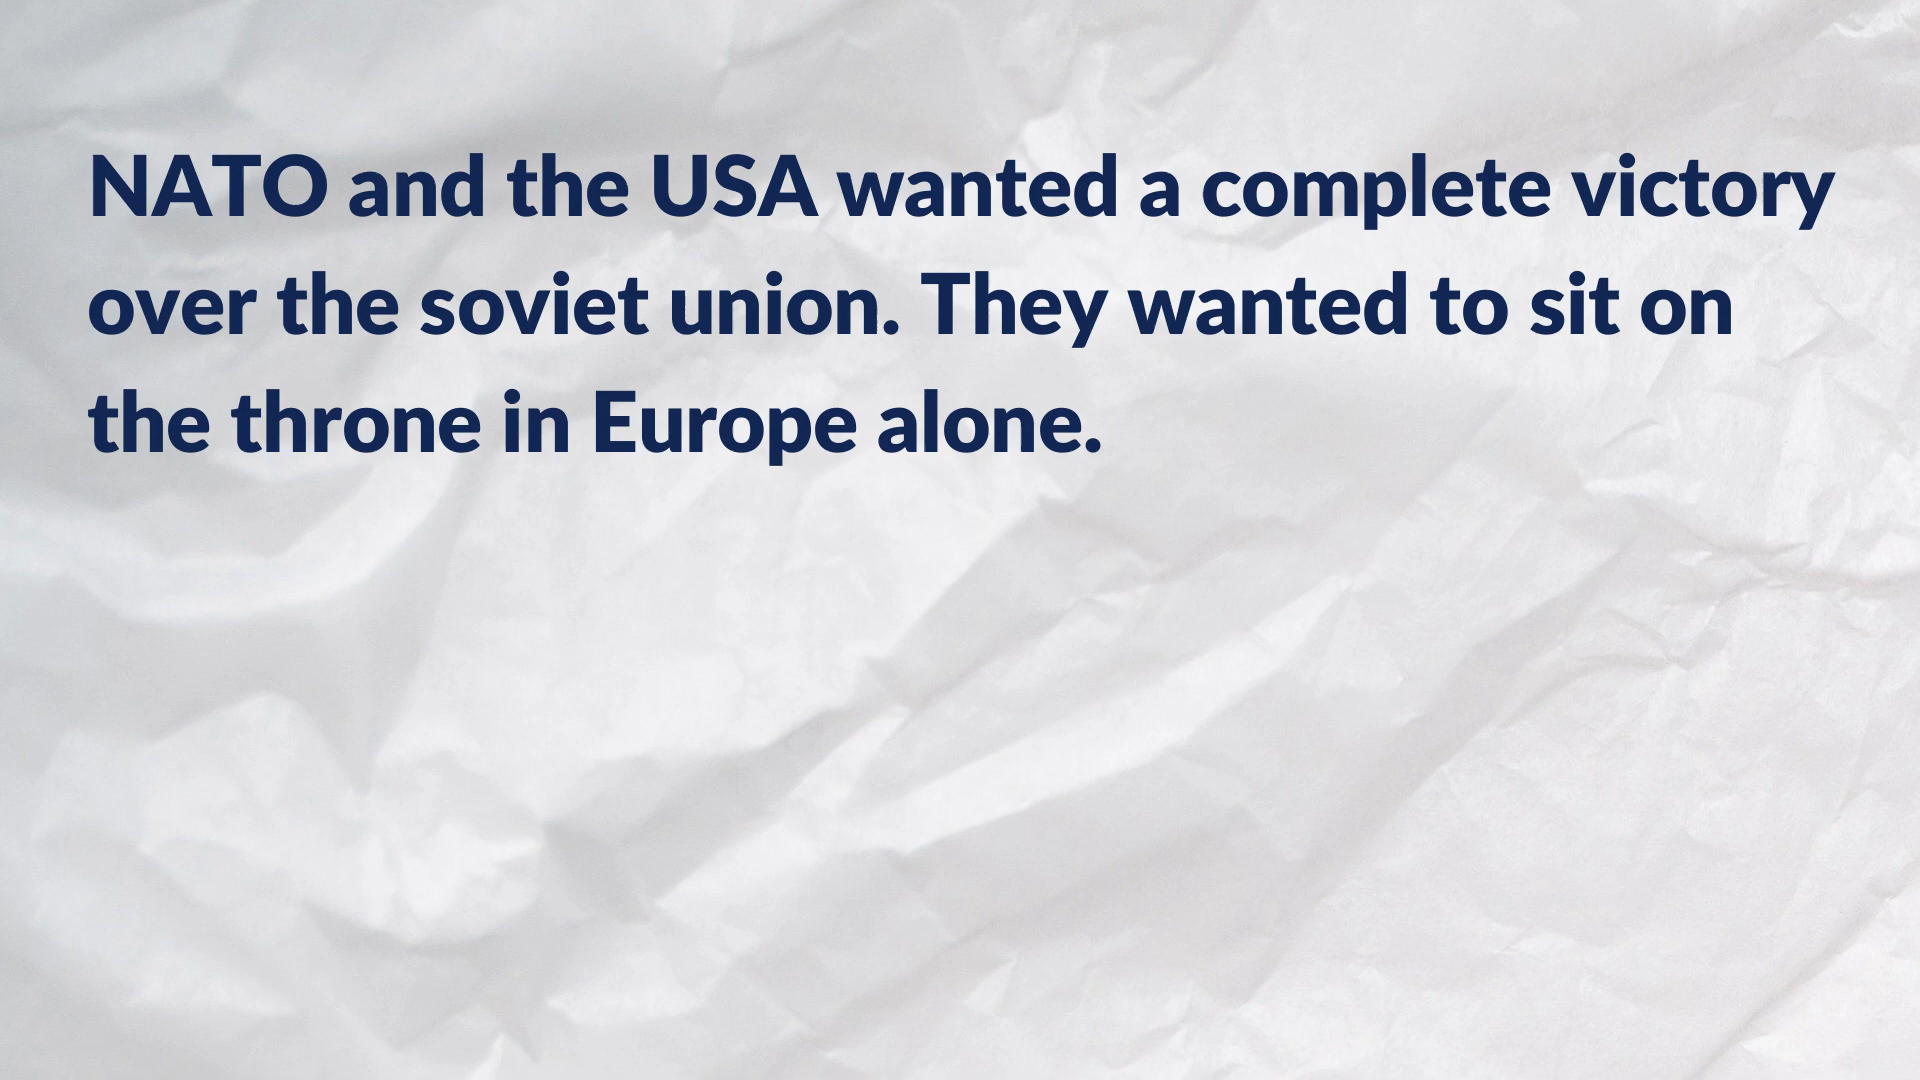 NATO and the USA wanted a complete victory
over the soviet union. They wanted to sit on
the throne in Europe alone.